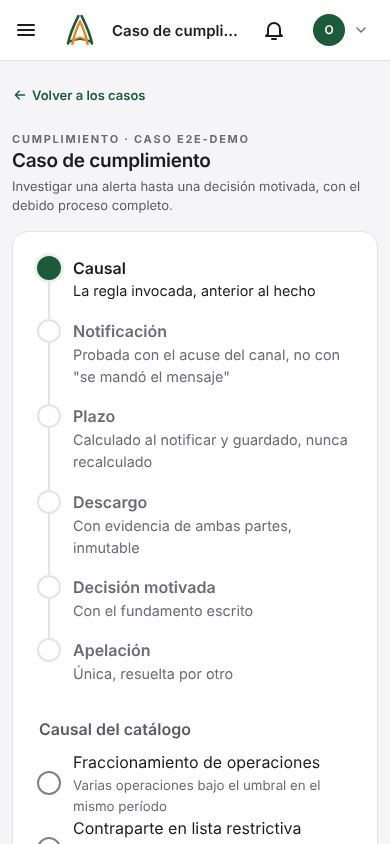 Caso de cumpli...
O
← Volver a los casos
CUMPLIMIENTO · CASO E2E-DEMO
Caso de cumplimiento
Investigar una alerta hasta una decisión motivada, con el
debido proceso completo.
Causal
La regla invocada, anterior al hecho
Notificación
Probada con el acuse del canal, no con
"se mandó el mensaje"
Plazo
Calculado al notificar y guardado, nunca
recalculado
Descargo
Con evidencia de ambas partes,
inmutable
Decisión motivada
Con el fundamento escrito
Apelación
Única, resuelta por otro
Causal del catálogo
Fraccionamiento de operaciones
Varias operaciones bajo el umbral en el
mismo período
Contraparte en lista restrictiva